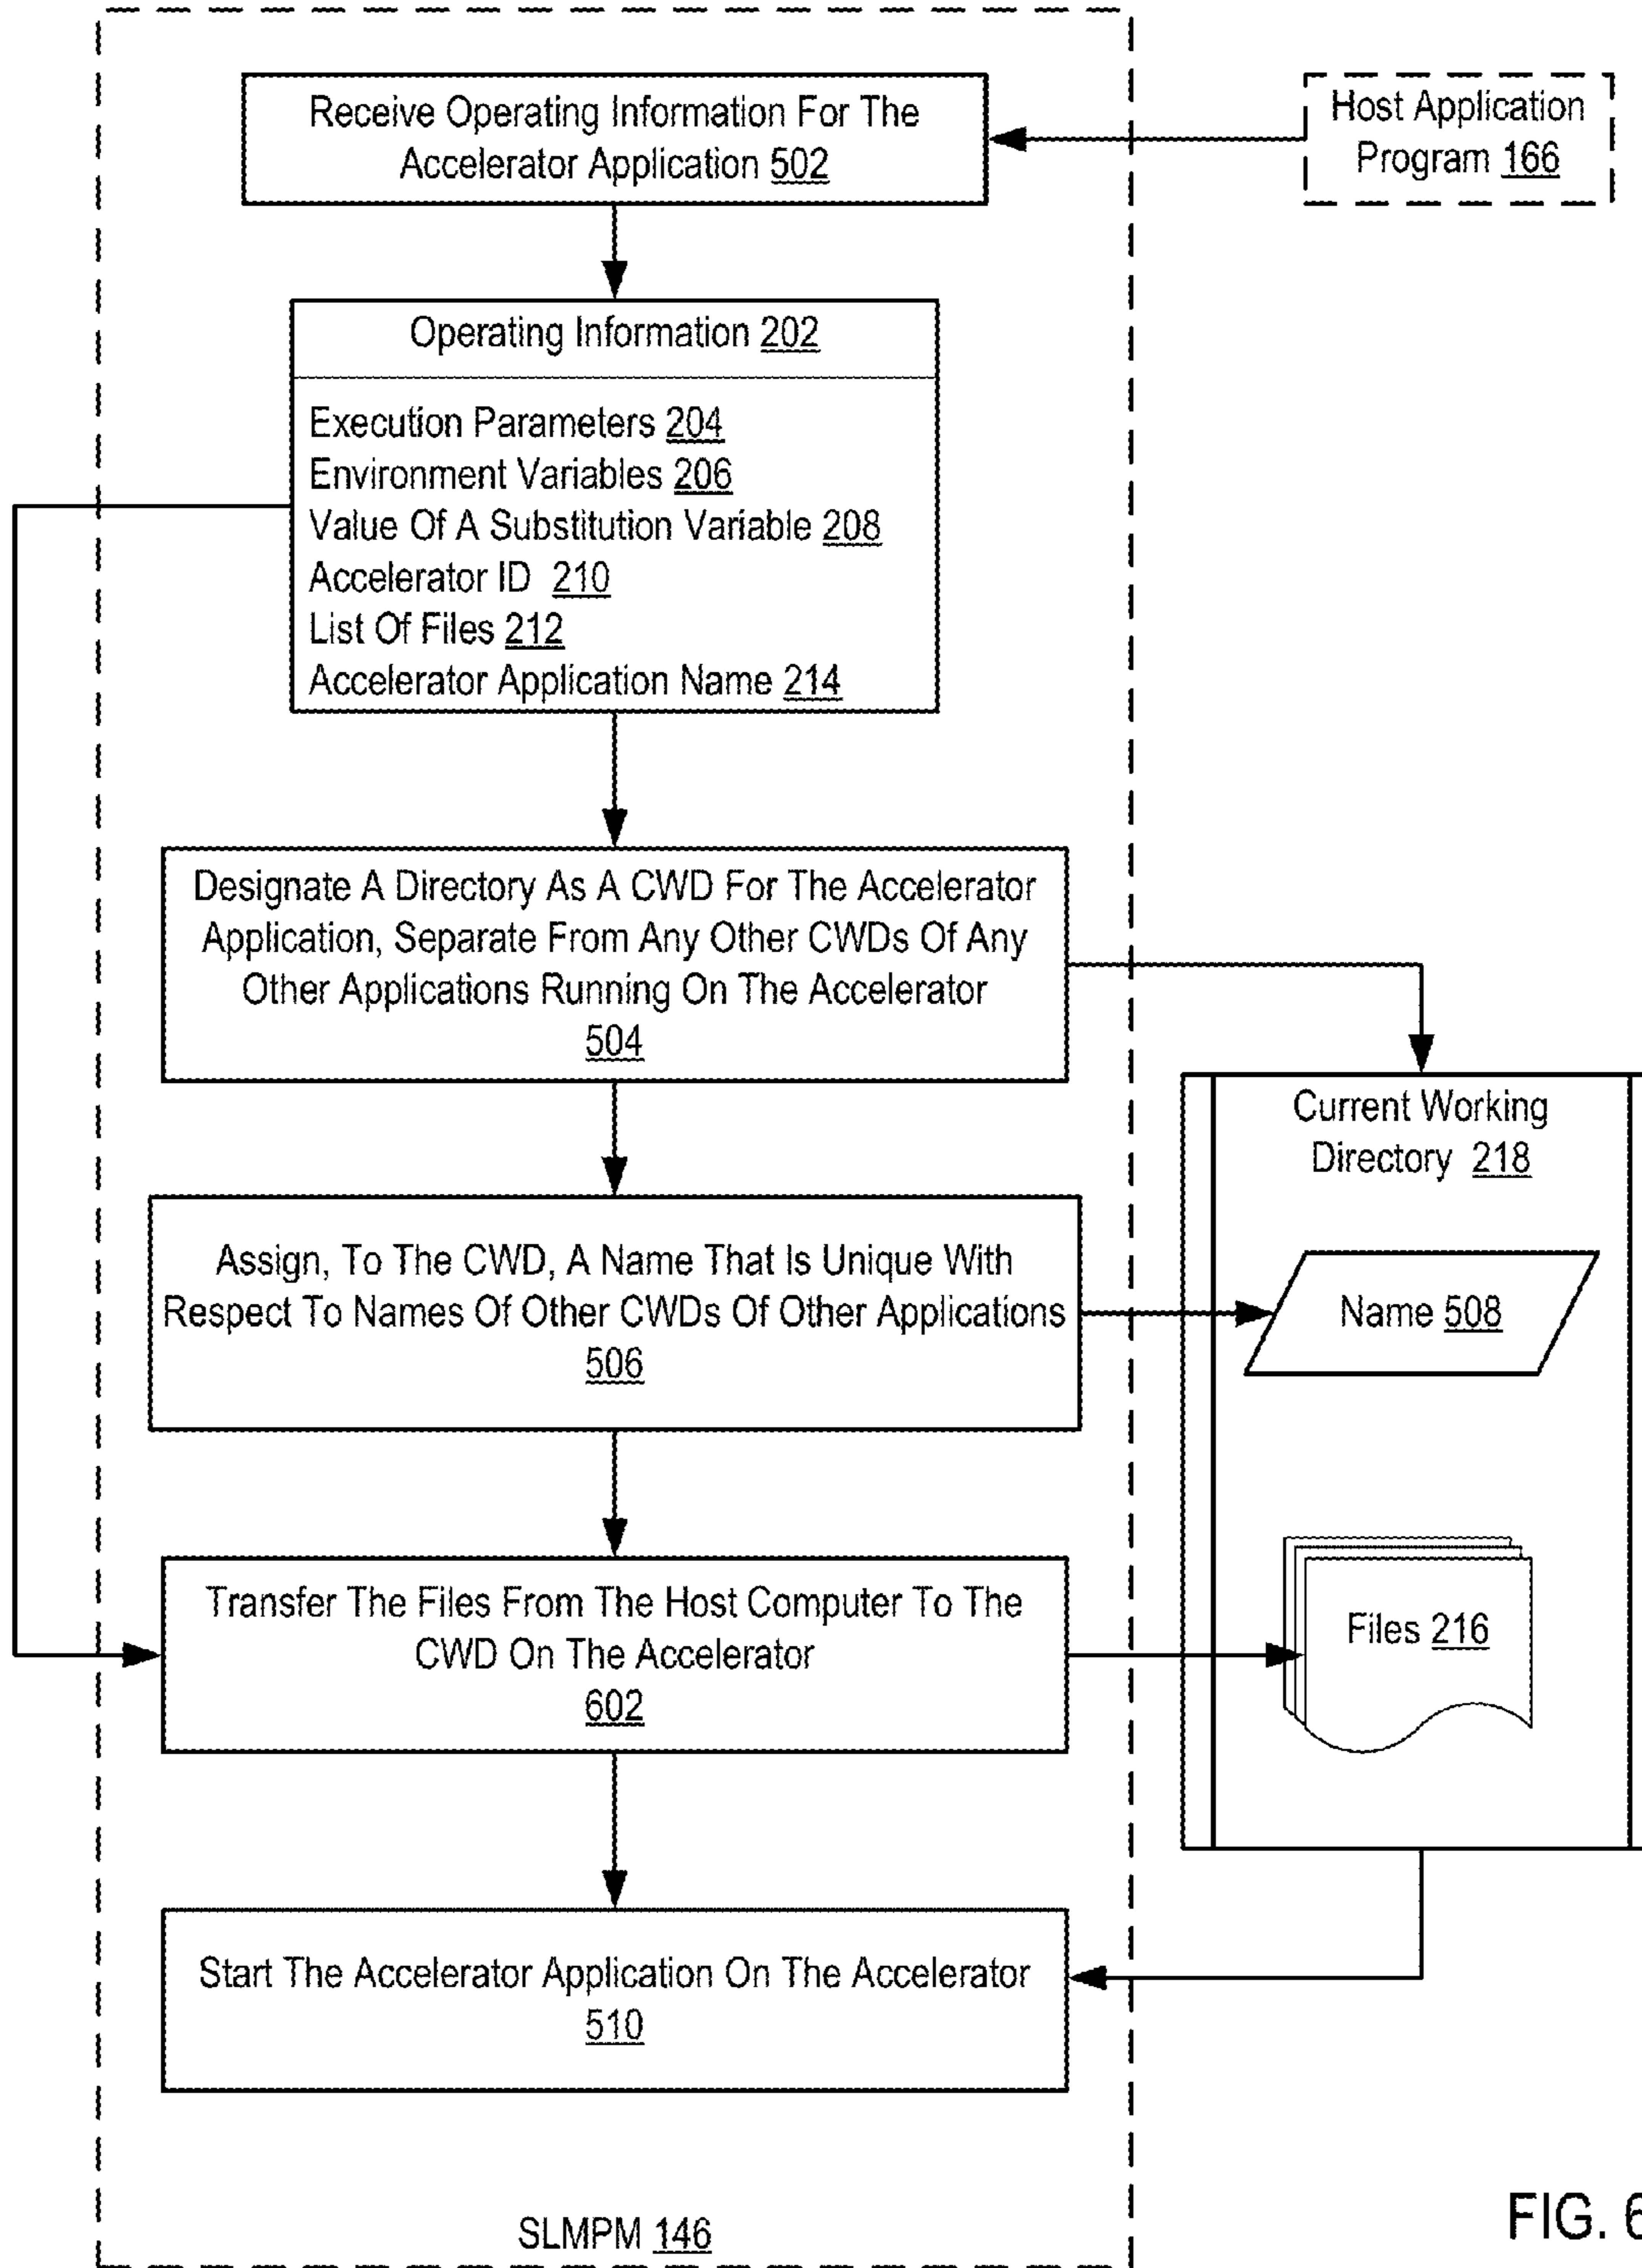 Receive Operating Information For The
Accelerator Application 502
Host Application
Program 166
Operating Information 202
Execution Parameters 204
Environment Variables 206
Value Of A Substitution Variable 208
Accelerator ID 210
List Of Files 212
Accelerator Application Name 214
Designate A Directory As A CWD For The Accelerator
Application, Separate From Any Other CWDs Of Any
Other Applications Running On The Accelerator
504
Current Working
Directory 218
Assign, To The CWD, A Name That Is Unique With
Respect To Names Of Other CWDs Of Other Applications
506
Name 508
Transfer The Files From The Host Computer To The
CWD On The Accelerator
602
Files 216
Start The Accelerator Application On The Accelerator
510
SLMPM 146
FIG. 6